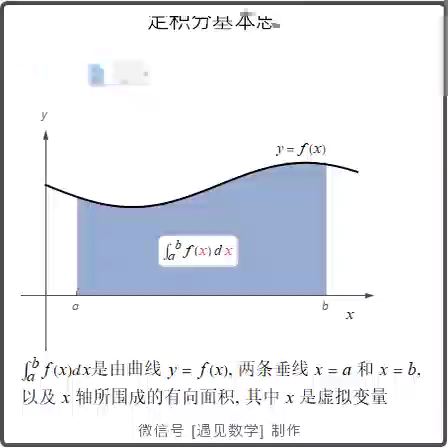 定积分基本思
y
y = f(x)
∫ₐᵇ f(x) dx
a
b
x
∫ₐᵇ f(x)dx是由曲线 y = f(x), 两条垂线 x = a 和 x = b,
以及 x 轴所围成的有向面积, 其中 x 是虚拟变量
微信号 [遇见数学] 制作